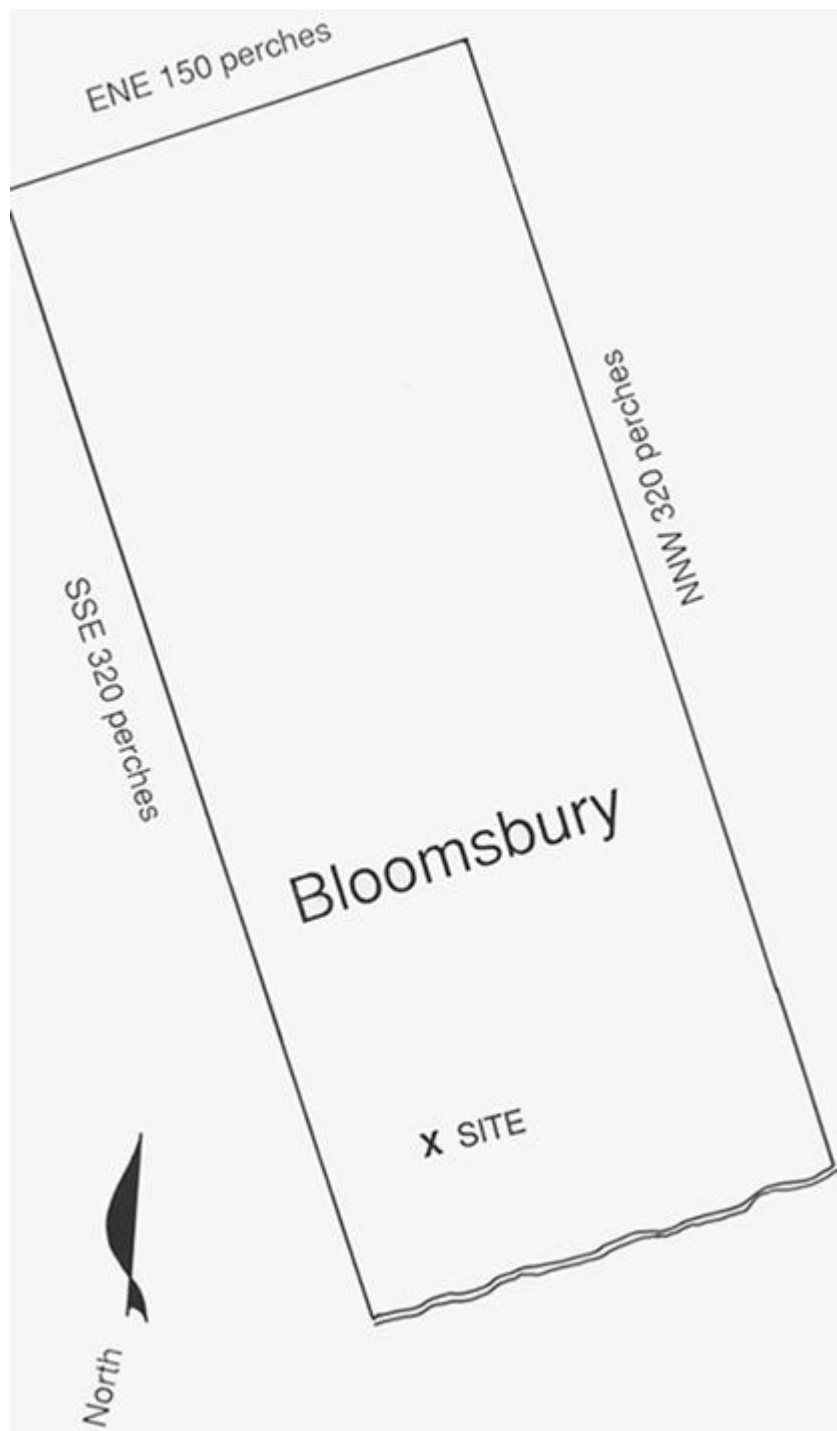 ENE 150 perches
NNW 320 perches
SSE 320 perches
Bloomsbury
X SITE
North